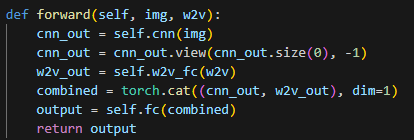 def forward(self, img, w2v):
    cnn_out = self.cnn(img)
    cnn_out = cnn_out.view(cnn_out.size(0), -1)
    w2v_out = self.w2v_fc(w2v)
    combined = torch.cat((cnn_out, w2v_out), dim=1)
    output = self.fc(combined)
    return output